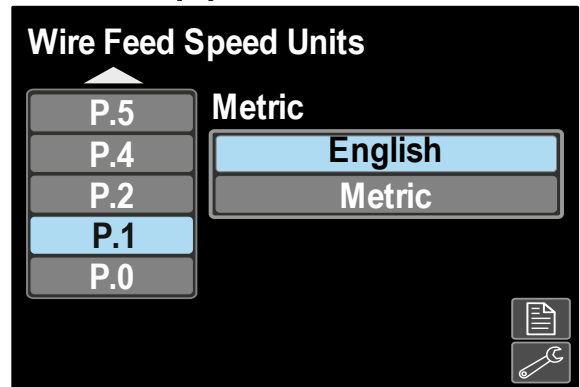 Wire Feed Speed Units
P.5
P.4
P.2
P.1
P.0
Metric
English
Metric